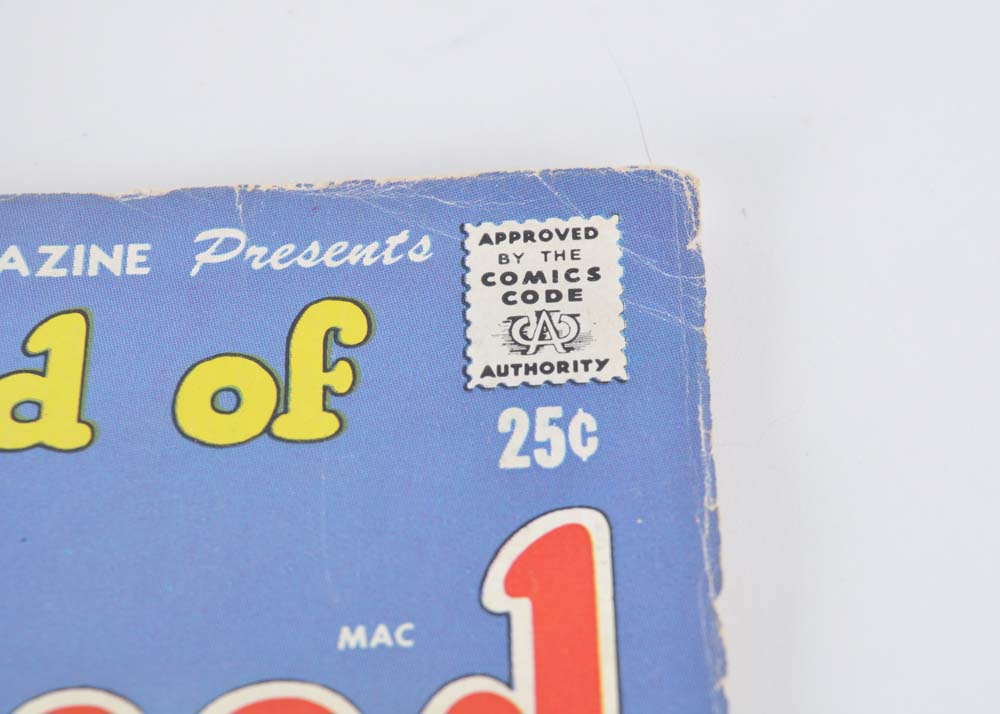 AZINE Presents
APPROVED
BY THE
COMICS
CODE
CA
AUTHORITY
d of
25¢
MAC